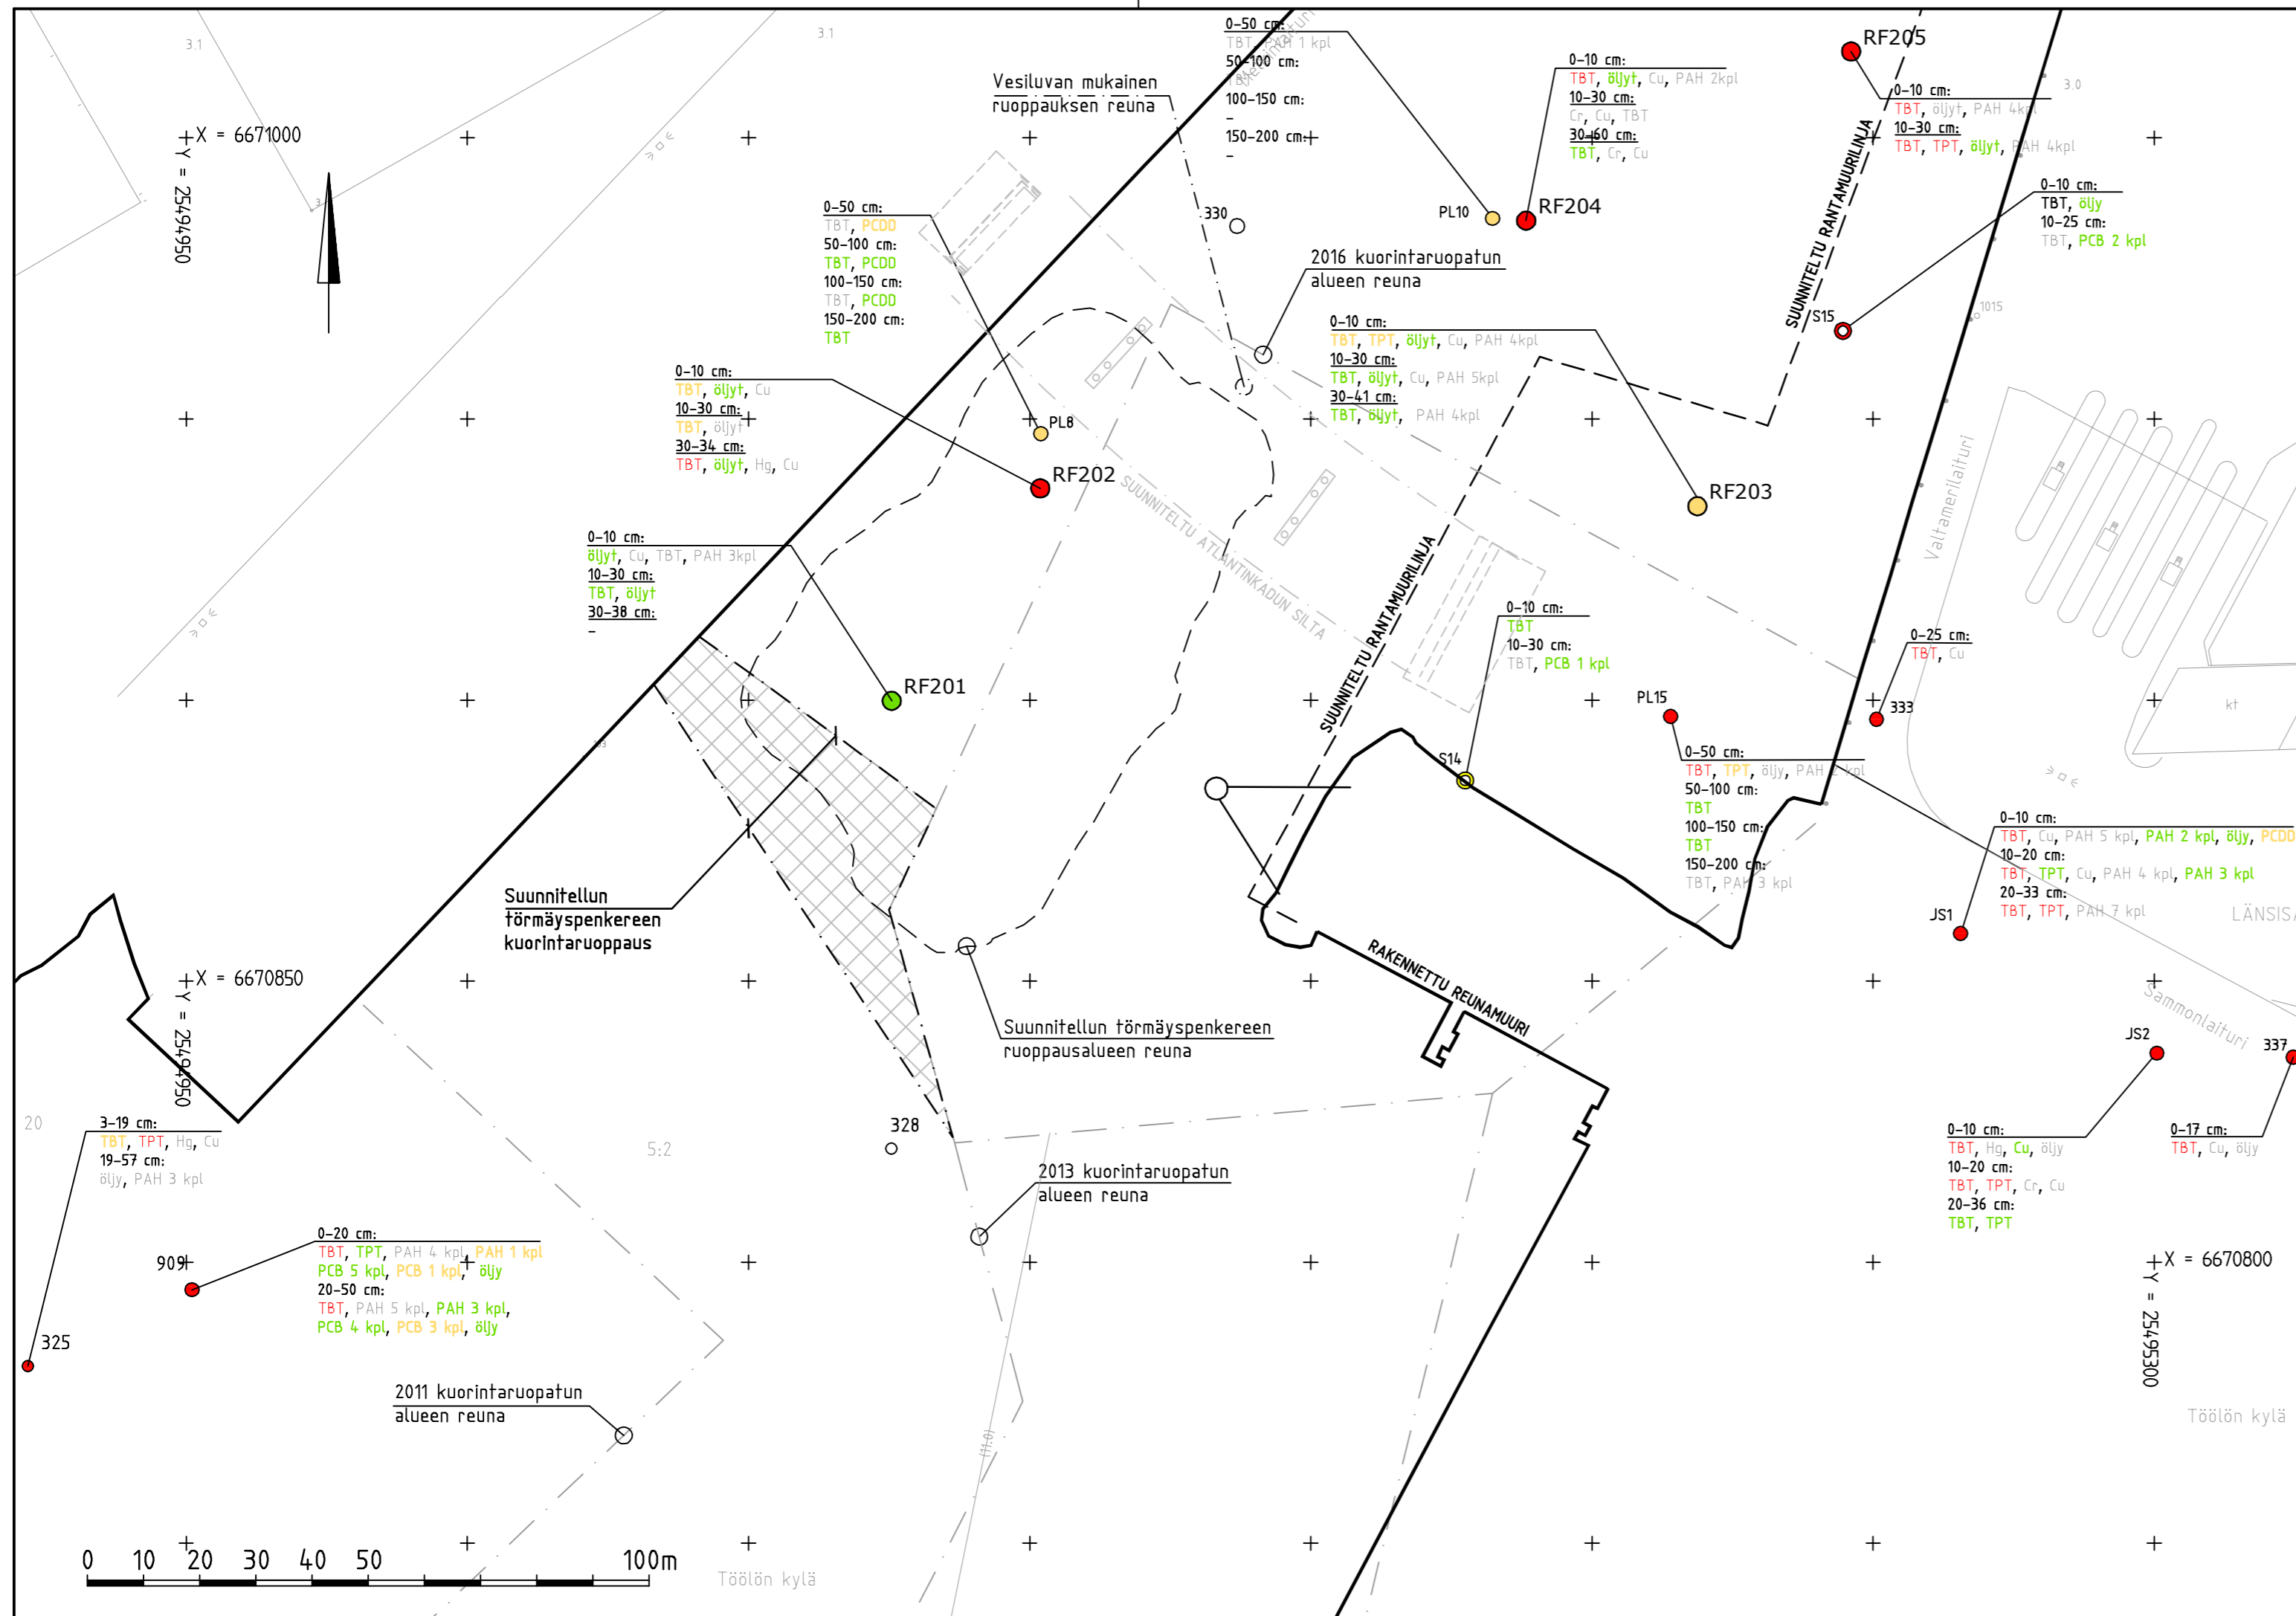 3.1
3.1
3.0
X = 6671000
Y = 25494950
Vesiluvan mukainen
ruoppauksen reuna
0-50 cm:
TBT, PAH 1 kpl
50-100 cm:
100-150 cm:
-
150-200 cm:
-
0-10 cm:
TBT, öljyt, Cu, PAH 2kpl
10-30 cm:
Cr, Cu, TBT
30-60 cm:
TBT, Cr, Cu
RF205
0-10 cm:
TBT, öljyt, PAH 4kpl
10-30 cm:
TBT, TPT, öljyt, PAH 4kpl
0-10 cm:
TBT, öljy
10-25 cm:
TBT, PCB 2 kpl
SUUNNITELTU RANTAMUURILINJA
PL10
RF204
330
0-50 cm:
TBT, PCDD
50-100 cm:
TBT, PCDD
100-150 cm:
TBT, PCDD
150-200 cm:
TBT
2016 kuorintaruopatun
alueen reuna
1015
S15
0-10 cm:
TBT, TPT, öljyt, Cu, PAH 4kpl
10-30 cm:
TBT, öljyt, Cu, PAH 5kpl
30-41 cm:
TBT, öljyt, PAH 4kpl
0-10 cm:
TBT, öljyt, Cu
10-30 cm:
TBT, öljyt
30-34 cm:
TBT, öljyt, Hg, Cu
PL8
RF202
RF203
Valtamerilaituri
SUUNNITELTU ATLANTINKADUN SILTA
SUUNNITELTU RANTAMUURILINJA
0-10 cm:
öljyt, Cu, TBT, PAH 3kpl
10-30 cm:
TBT, öljyt
30-38 cm:
-
RF201
0-10 cm:
TBT
10-30 cm:
TBT, PCB 1 kpl
0-25 cm:
TBT, Cu
333
PL15
kt
S14
0-50 cm:
TBT, TPT, öljy, PAH 2 kpl
50-100 cm:
TBT
100-150 cm:
TBT
150-200 cm:
TBT, PAH 3 kpl
0-10 cm:
TBT, Cu, PAH 5 kpl, PAH 2 kpl, öljy, PCDD
10-20 cm:
TBT, TPT, Cu, PAH 4 kpl, PAH 3 kpl
20-33 cm:
TBT, TPT, PAH 7 kpl
JS1
LÄNSISA
Suunnitellun
törmäyspenkereen
kuorintaruoppaus
X = 6670850
Y = 25494950
RAKENNETTU REUNAMUURI
Sammonlaituri
Suunnitellun törmäyspenkereen
ruoppausalueen reuna
JS2
337
20
3-19 cm:
TBT, TPT, Hg, Cu
19-57 cm:
öljy, PAH 3 kpl
5:2
328
0-10 cm:
TBT, Hg, Cu, öljy
10-20 cm:
TBT, TPT, Cr, Cu
20-36 cm:
TBT, TPT
0-17 cm:
TBT, Cu, öljy
2013 kuorintaruopatun
alueen reuna
909
0-20 cm:
TBT, TPT, PAH 4 kpl, PAH 1 kpl
PCB 5 kpl, PCB 1 kpl, öljy
20-50 cm:
TBT, PAH 5 kpl, PAH 3 kpl,
PCB 4 kpl, PCB 3 kpl, öljy
X = 6670800
Y = 25495300
325
2011 kuorintaruopatun
alueen reuna
(11.0)
Töölön kylä
0 10 20 30 40 50 100m
Töölön kylä